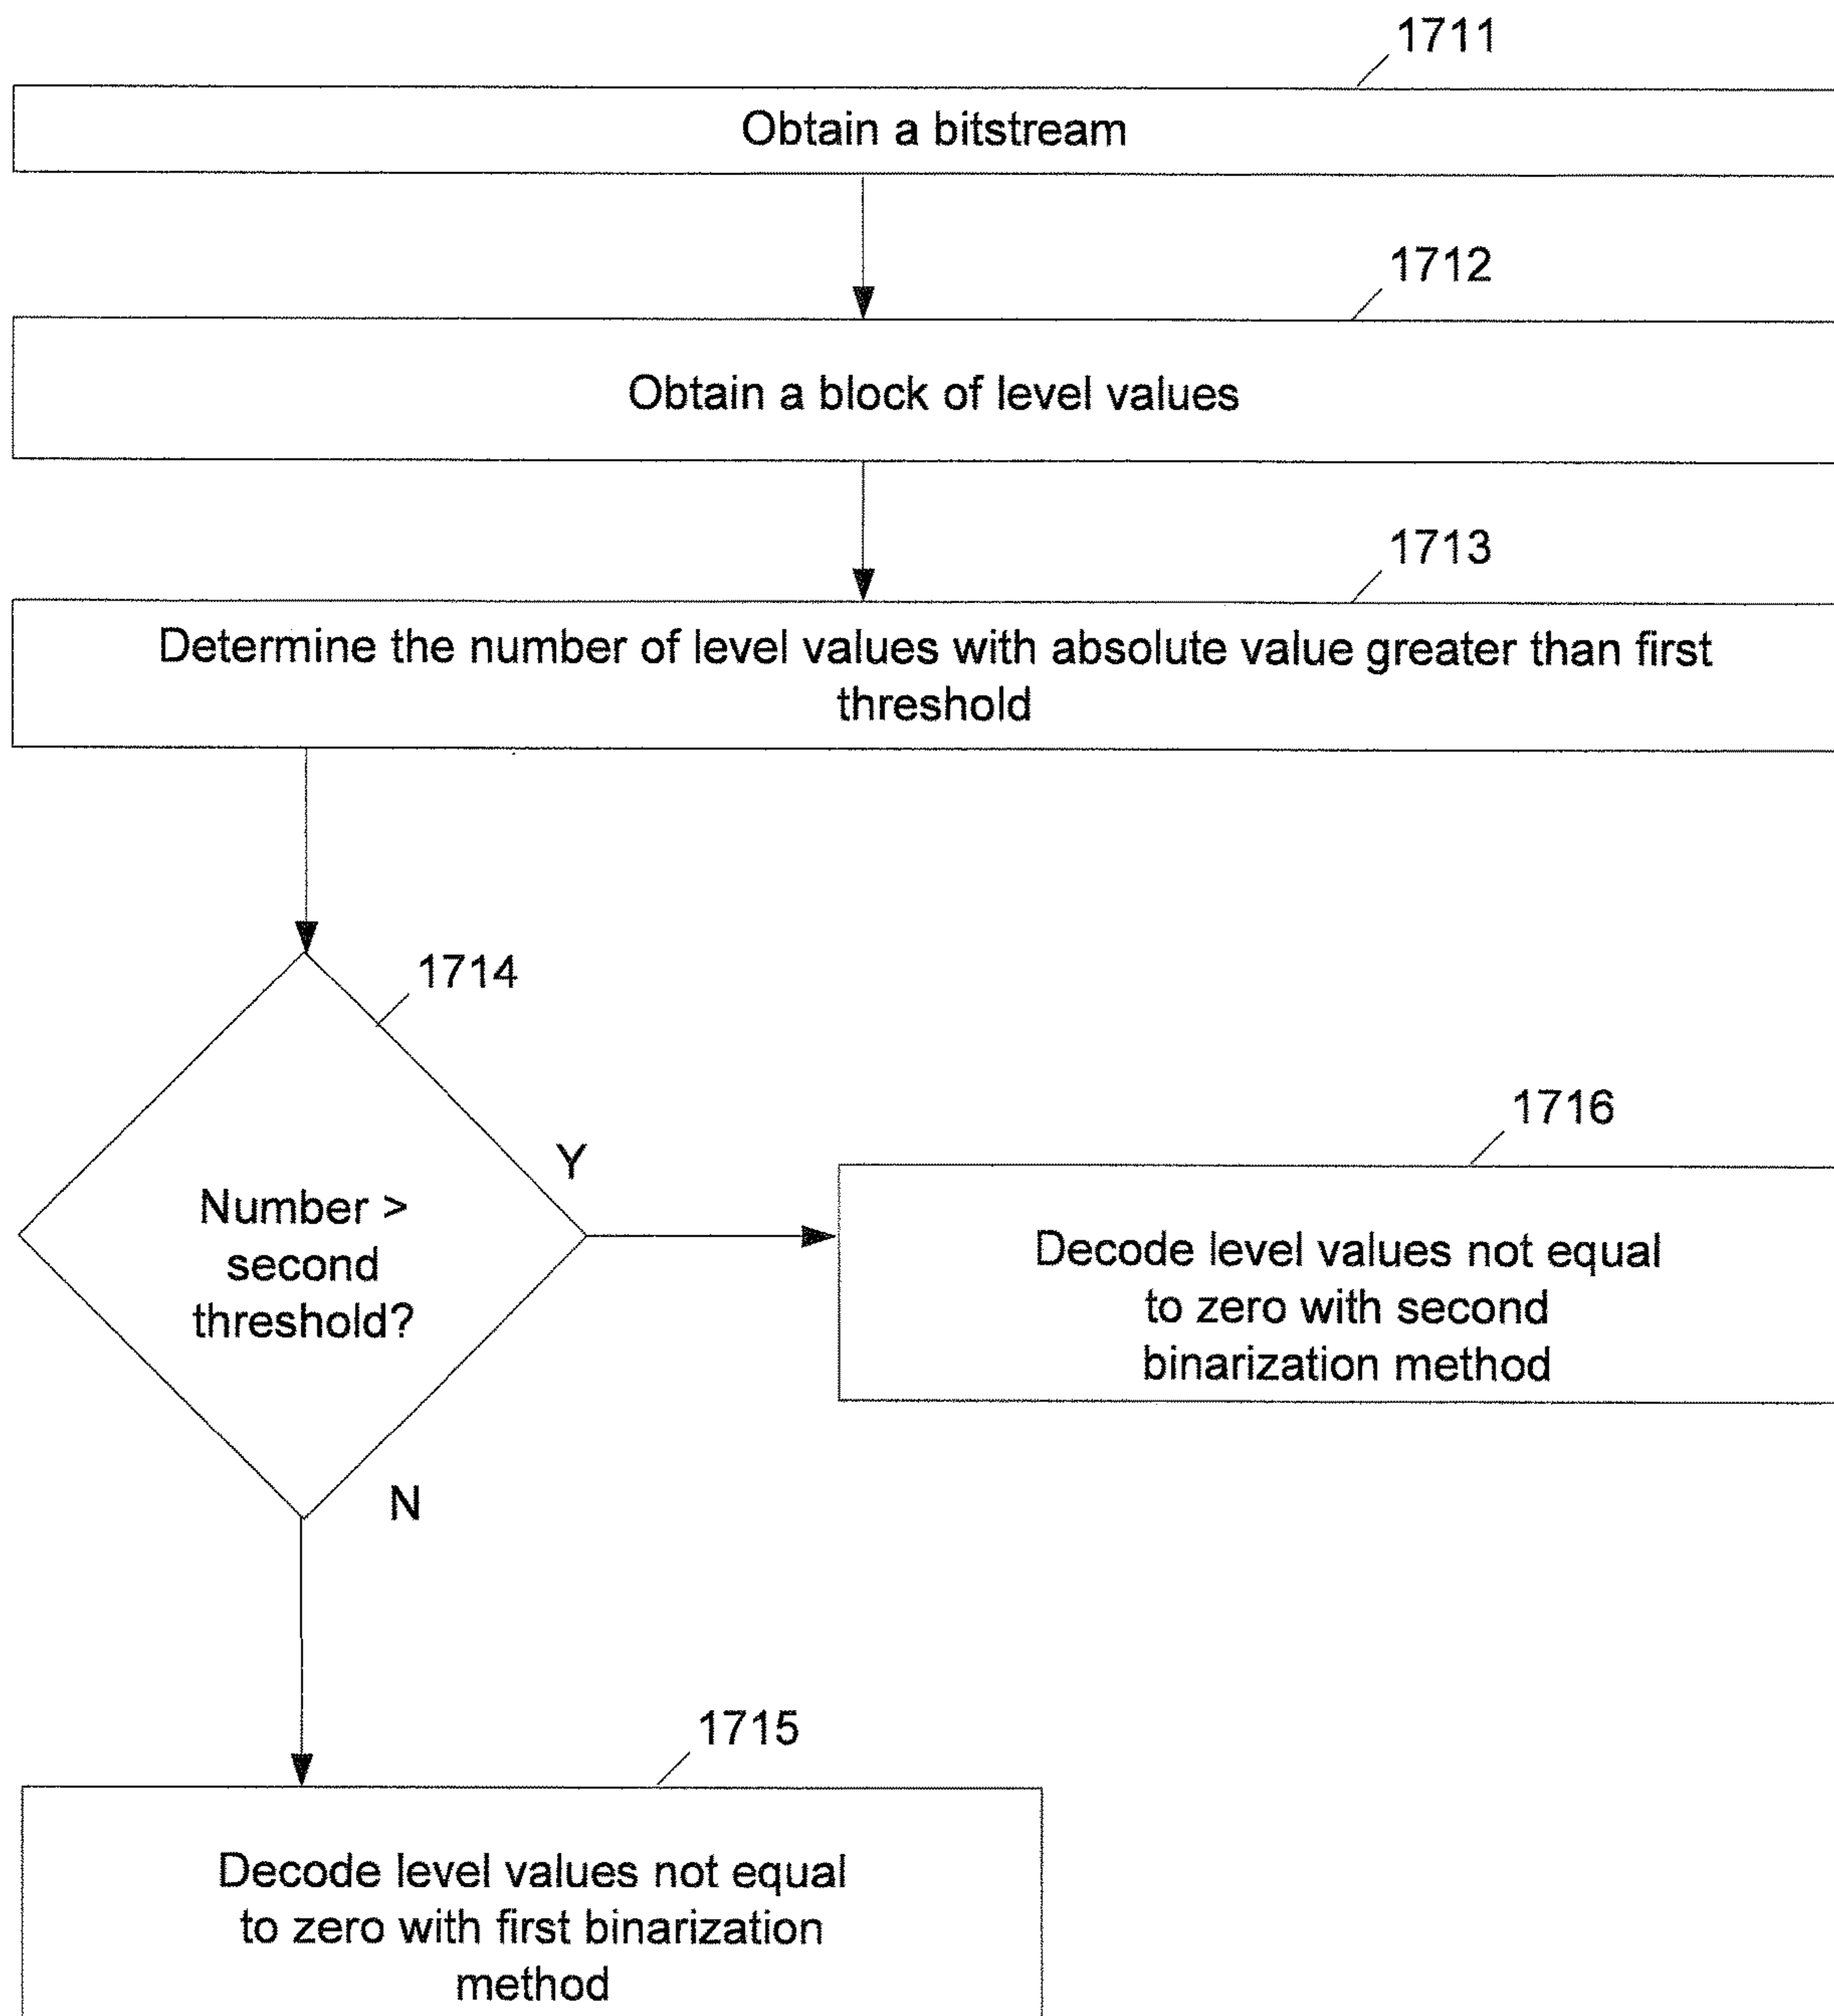 1711
Obtain a bitstream
1712
Obtain a block of level values
1713
Determine the number of level values with absolute value greater than first
threshold
1714
Number >
second
threshold?
Y
N
1716
Decode level values not equal
to zero with second
binarization method
1715
Decode level values not equal
to zero with first binarization
method